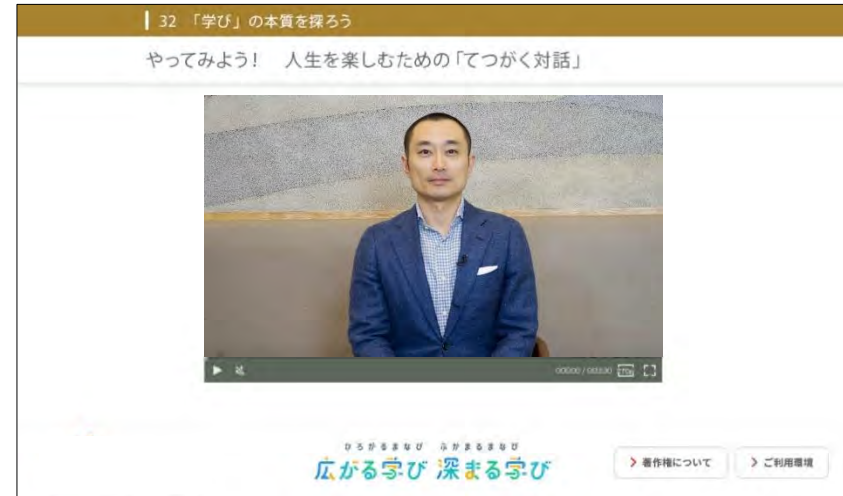 32 「学び」の本質を探ろう
やってみよう! 人生を楽しむための「てつがく対話」
ひろがるまなび ふかまるまなび
広がる学び 深まる学び
著作権について
ご利用環境